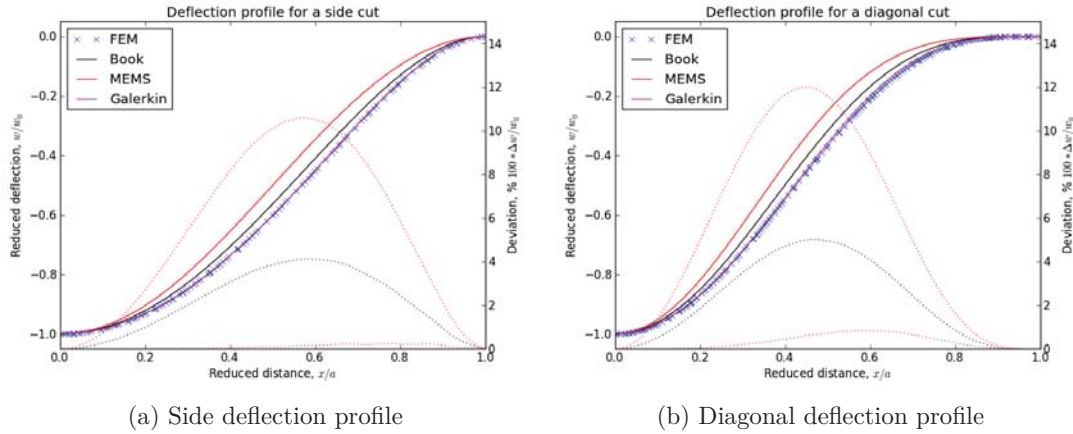 Deflection profile for a side cut
FEM
Book
MEMS
Galerkin
0.0
−0.2
−0.4
−0.6
−0.8
−1.0
Reduced deflection, w/w₀
0.0 0.2 0.4 0.6 0.8 1.0
Reduced distance, x/a
14
12
10
8
6
4
2
0
Deviation, % 100 * Δw/w₀
(a) Side deflection profile
Deflection profile for a diagonal cut
FEM
Book
MEMS
Galerkin
0.0
−0.2
−0.4
−0.6
−0.8
−1.0
Reduced deflection, w/w₀
0.0 0.2 0.4 0.6 0.8 1.0
Reduced distance, x/a
14
12
10
8
6
4
2
0
Deviation, % 100 * Δw/w₀
(b) Diagonal deflection profile